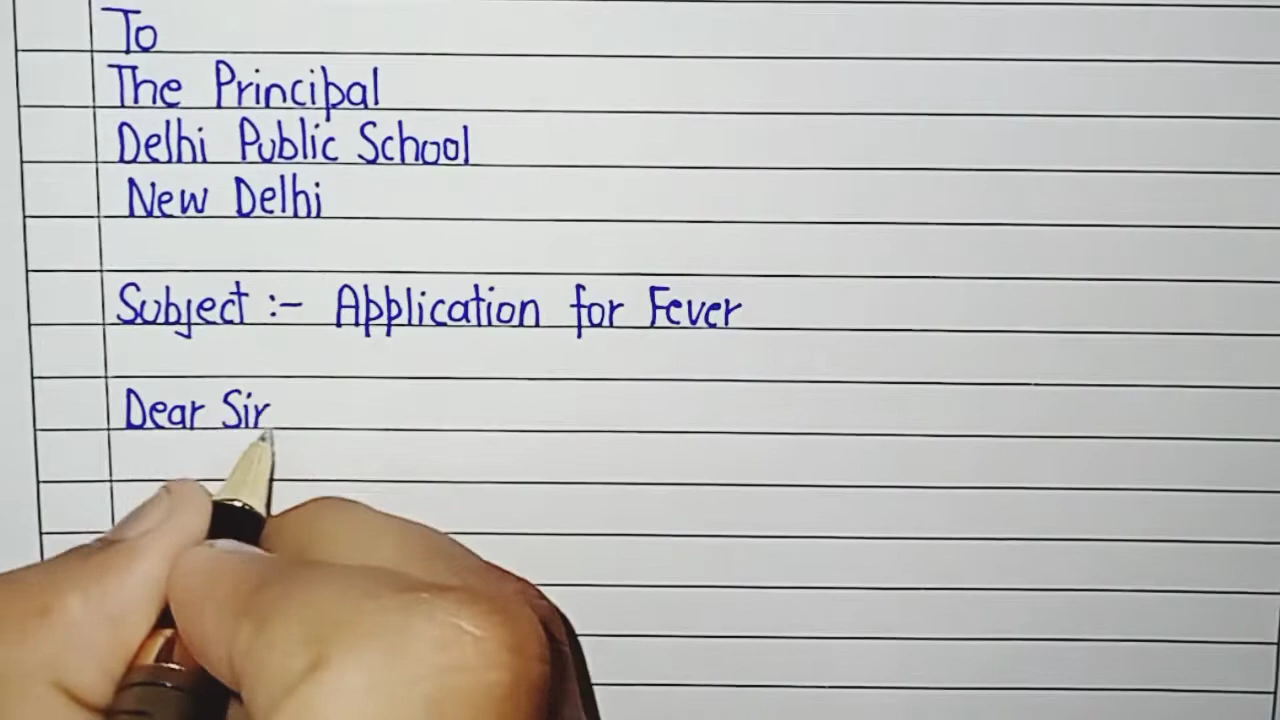 To
The Principal
Delhi Public School
New Delhi
Subject :- Application for Fever
Dear Sir